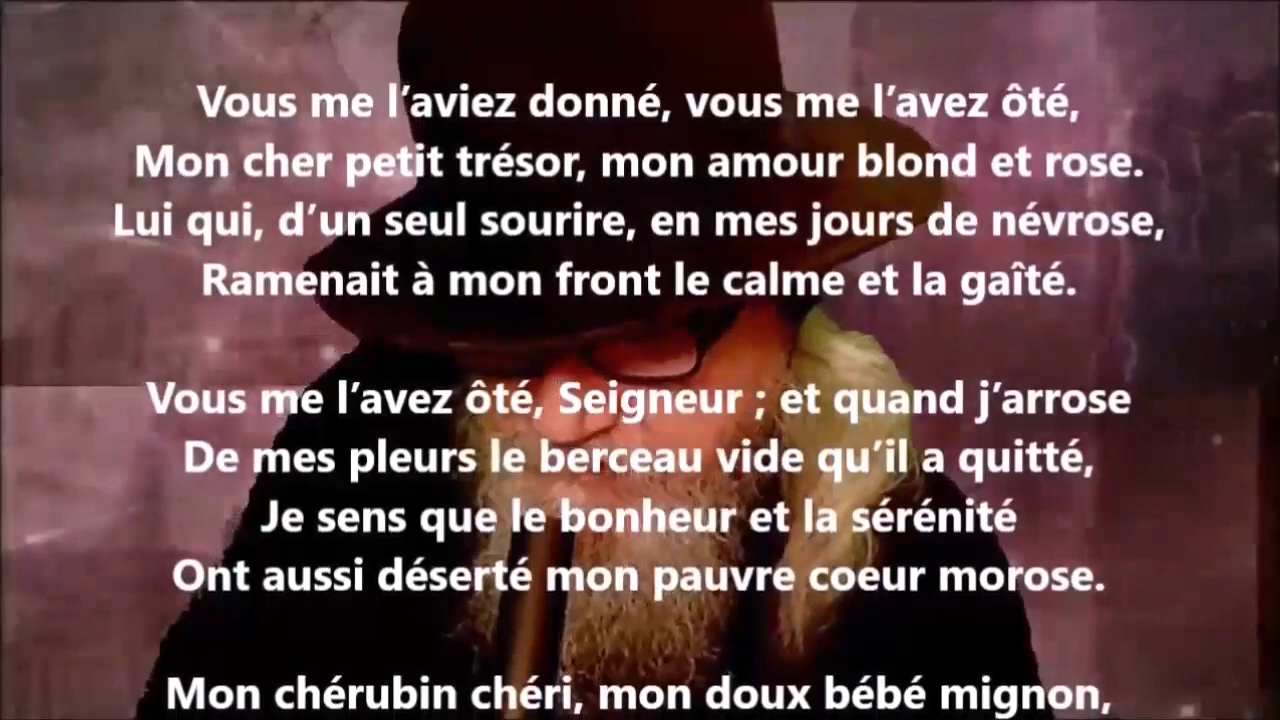 Vous me l’aviez donné, vous me l’avez ôté,
Mon cher petit trésor, mon amour blond et rose.
Lui qui, d’un seul sourire, en mes jours de névrose,
Ramenait à mon front le calme et la gaîté.
Vous me l’avez ôté, Seigneur ; et quand j’arrose
De mes pleurs le berceau vide qu’il a quitté,
Je sens que le bonheur et la sérénité
Ont aussi déserté mon pauvre coeur morose.
Mon chérubin chéri, mon doux bébé mignon,